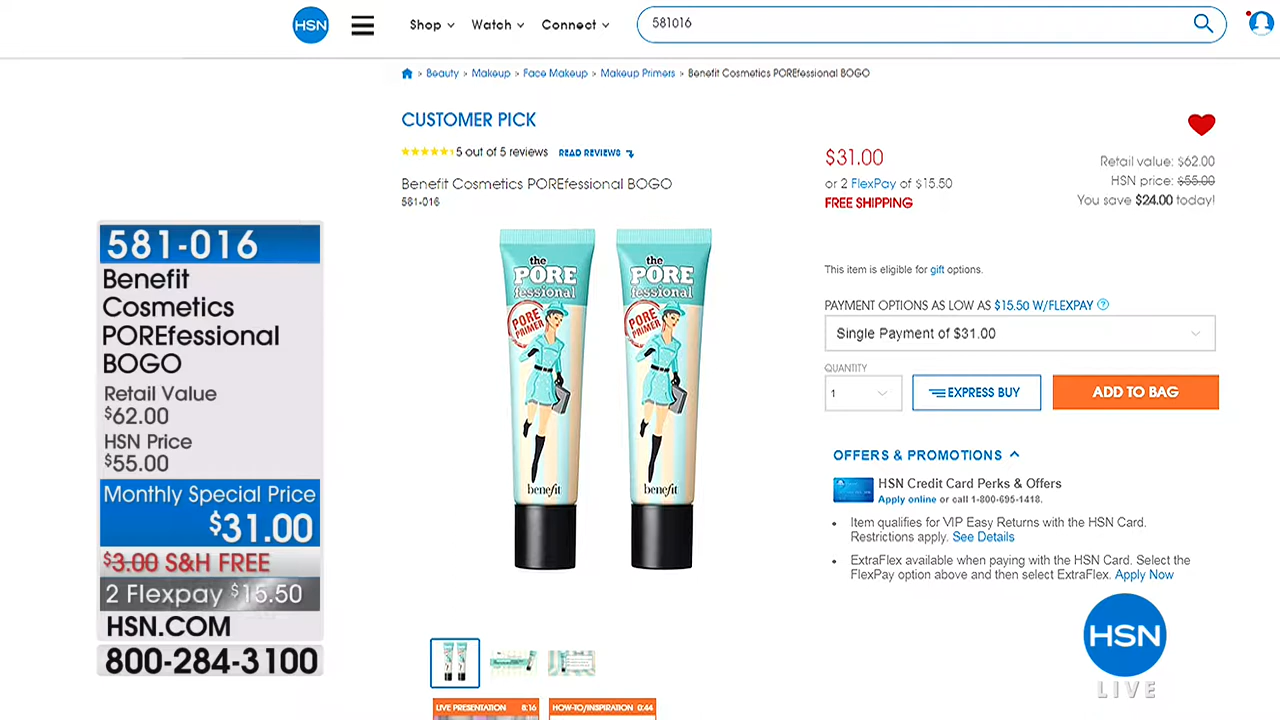 HSN
Shop Watch Connect 581016
Beauty > Makeup > Face Makeup > Makeup Primers > Benefit Cosmetics POREfessional BOGO
CUSTOMER PICK
5 out of 5 reviews READ REVIEWS
Benefit Cosmetics POREfessional BOGO
581-016
$31.00
or 2 FlexPay of $15.50
FREE SHIPPING
Retail value: $62.00
HSN price: $55.00
You save $24.00 today!
This item is eligible for gift options.
PAYMENT OPTIONS AS LOW AS $15.50 W/FLEXPAY ?
Single Payment of $31.00
QUANTITY
1
EXPRESS BUY
ADD TO BAG
OFFERS & PROMOTIONS
HSN Credit Card Perks & Offers
Apply online or call 1-800-695-1418.
• Item qualifies for VIP Easy Returns with the HSN Card.
Restrictions apply. See Details
• ExtraFlex available when paying with the HSN Card. Select the
FlexPay option above and then select ExtraFlex. Apply Now
581-016
Benefit
Cosmetics
POREfessional
BOGO
Retail Value
$62.00
HSN Price
$55.00
Monthly Special Price
$31.00
$3.00 S&H FREE
2 Flexpay $15.50
HSN.COM
800-284-3100
the
PORE
fessional
PORE
PRIMER
benefit
the
PORE
fessional
PORE
PRIMER
benefit
LIVE PRESENTATION 8:16
HOW-TO/INSPIRATION 0:44
HSN
LIVE